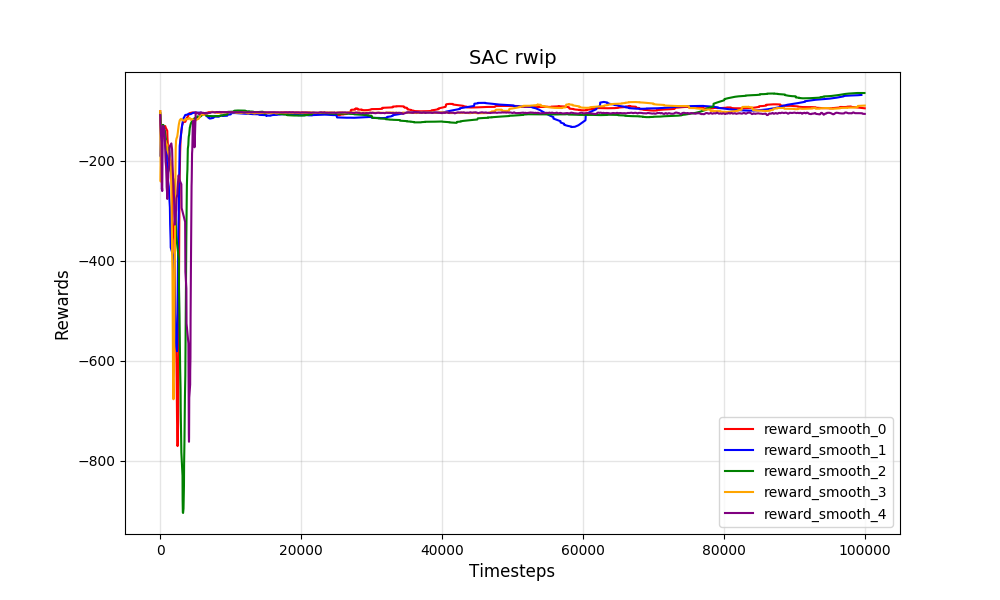 SAC rwip
Rewards
−200
−400
−600
−800
0
20000
40000
60000
80000
100000
Timesteps
reward_smooth_0
reward_smooth_1
reward_smooth_2
reward_smooth_3
reward_smooth_4